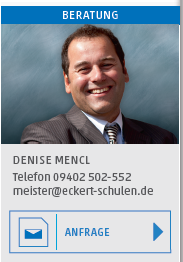 BERATUNG
DENISE MENCL
Telefon 09402 502-552
meister@eckert-schulen.de
ANFRAGE